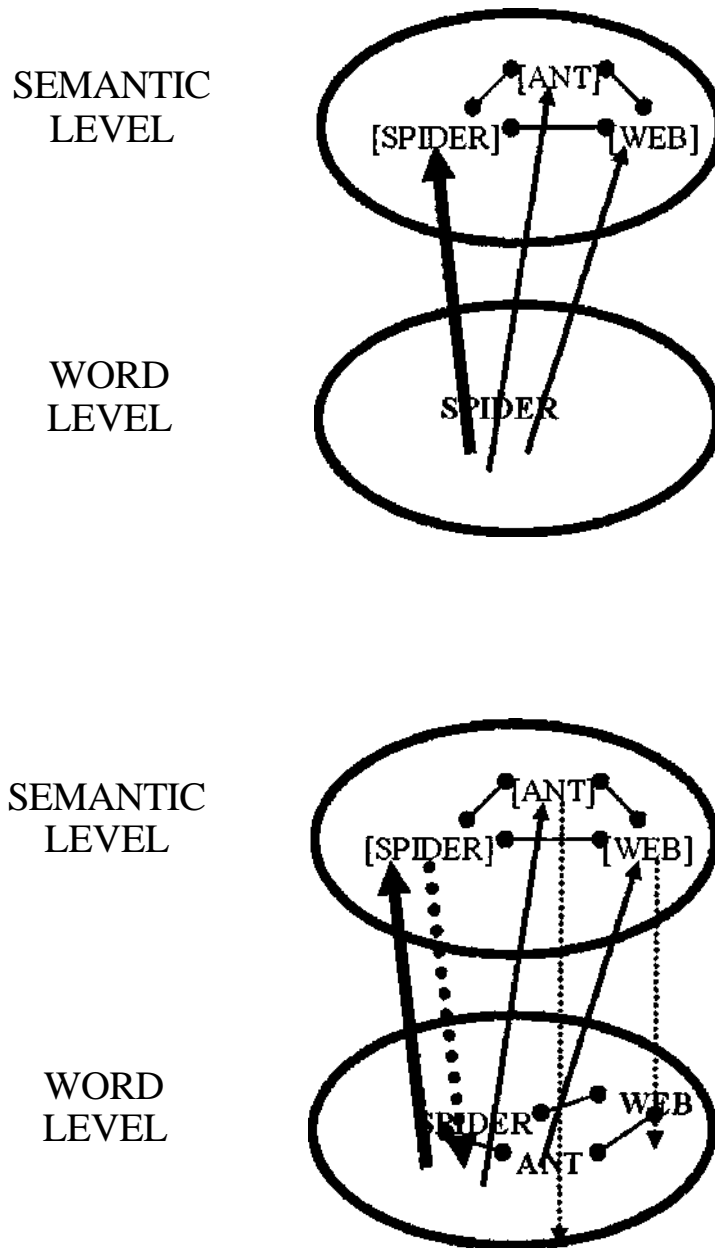 SEMANTIC
LEVEL
[ANT]
[SPIDER]
[WEB]
WORD
LEVEL
SPIDER
SEMANTIC
LEVEL
[ANT]
[SPIDER]
[WEB]
WORD
LEVEL
SPIDER
WEB
ANT